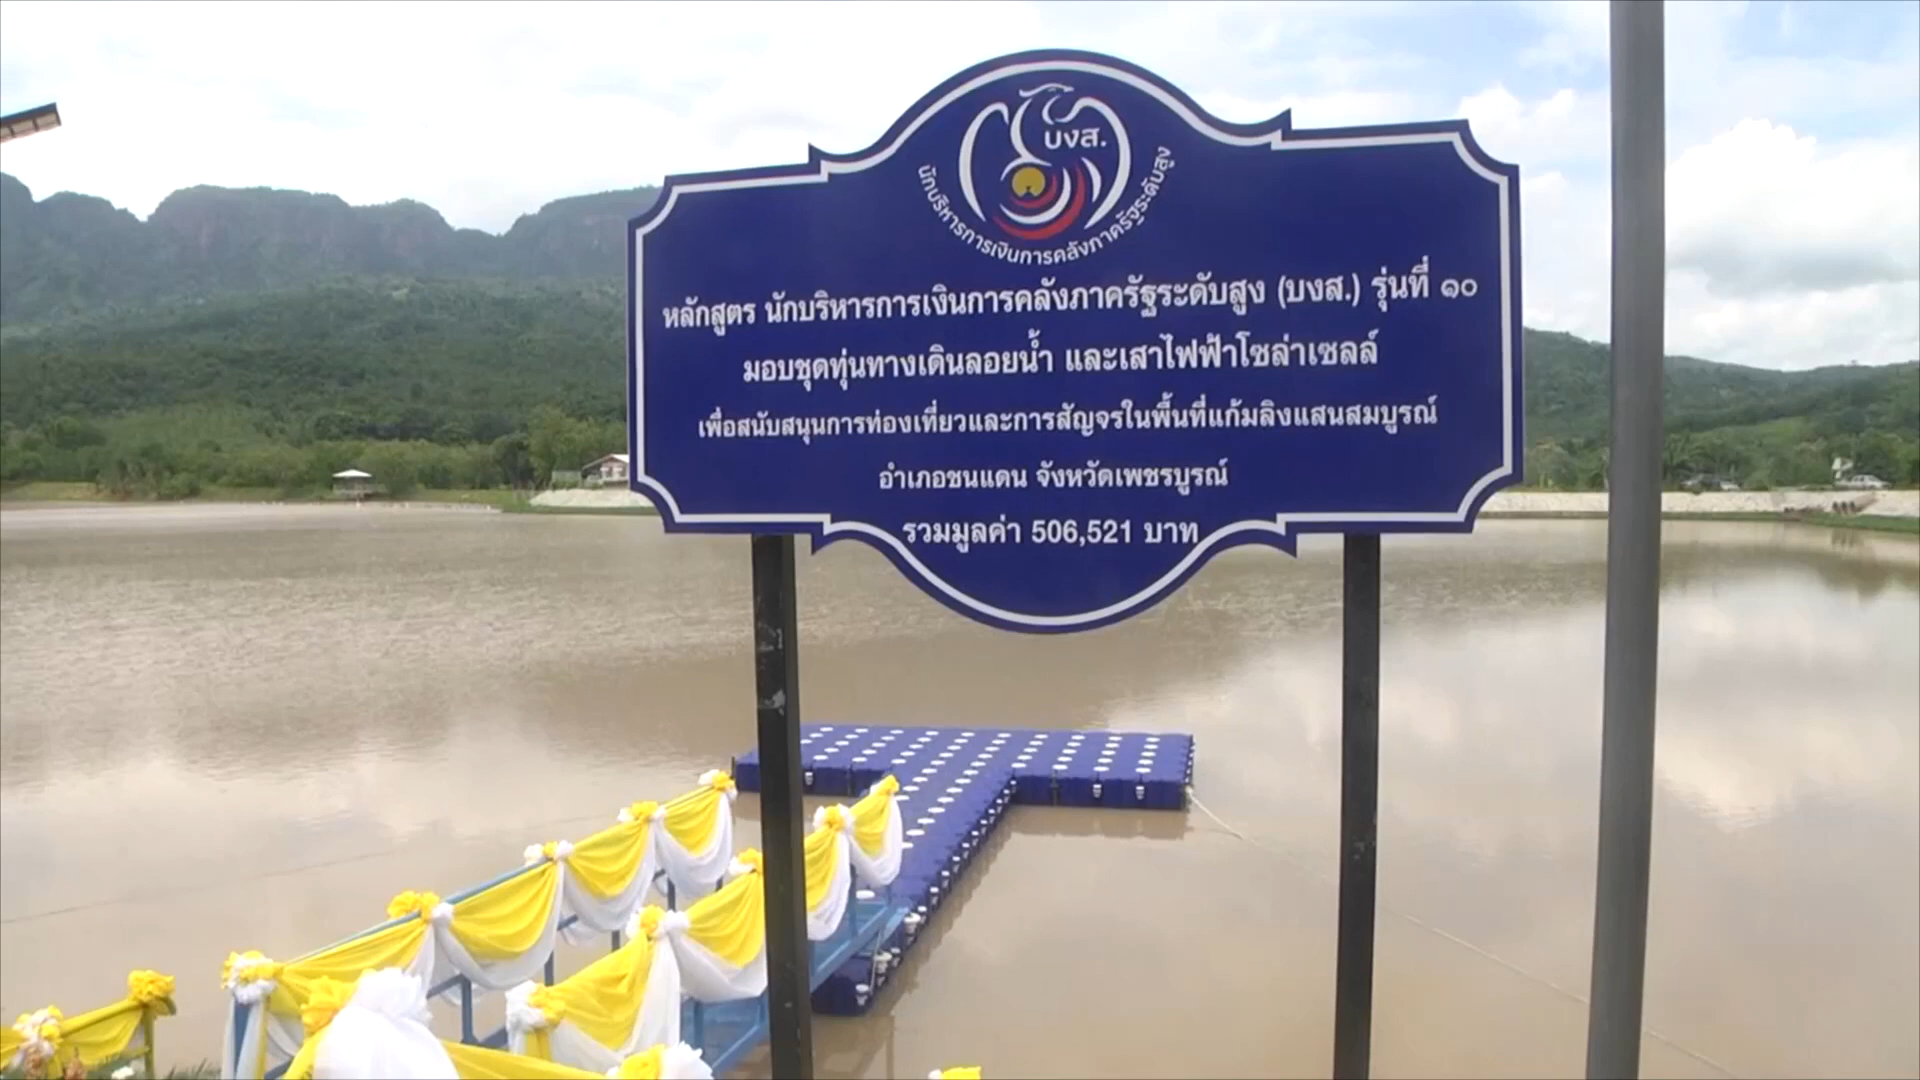 บงส.
นักบริหารการเงินการคลังภาครัฐระดับสูง
หลักสูตร นักบริหารการเงินการคลังภาครัฐระดับสูง (บงส.) รุ่นที่ ๑๐
มอบชุดทุ่นทางเดินลอยน้ำ และเสาไฟฟ้าโซล่าเซลล์
เพื่อสนับสนุนการท่องเที่ยวและการสัญจรในพื้นที่แก้มลิงแสนสมบูรณ์
อำเภอชนแดน จังหวัดเพชรบูรณ์
รวมมูลค่า 506,521 บาท